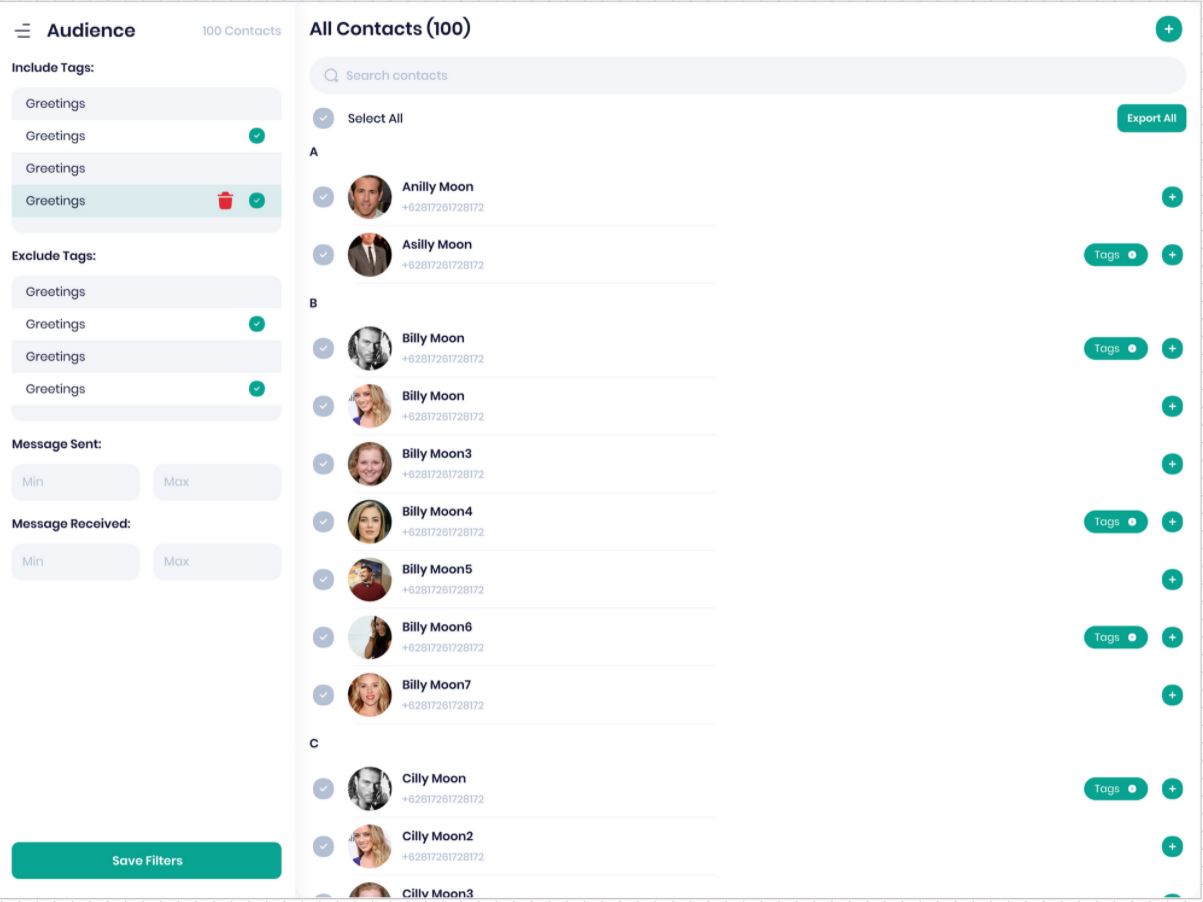 Audience
100 Contacts
Include Tags:
Greetings
Greetings
Greetings
Greetings
Exclude Tags:
Greetings
Greetings
Greetings
Greetings
Message Sent:
Min Max
Message Received:
Min Max
Save Filters
All Contacts (100)
Search contacts
Select All
Export All
A
Anilly Moon
+62817261728172
Asilly Moon
+62817261728172
Tags
B
Billy Moon
+62817261728172
Tags
Billy Moon
+62817261728172
Billy Moon3
+62817261728172
Billy Moon4
+62817261728172
Tags
Billy Moon5
+62817261728172
Billy Moon6
+62817261728172
Tags
Billy Moon7
+62817261728172
C
Cilly Moon
+62817261728172
Tags
Cilly Moon2
+62817261728172
Cilly Moon3